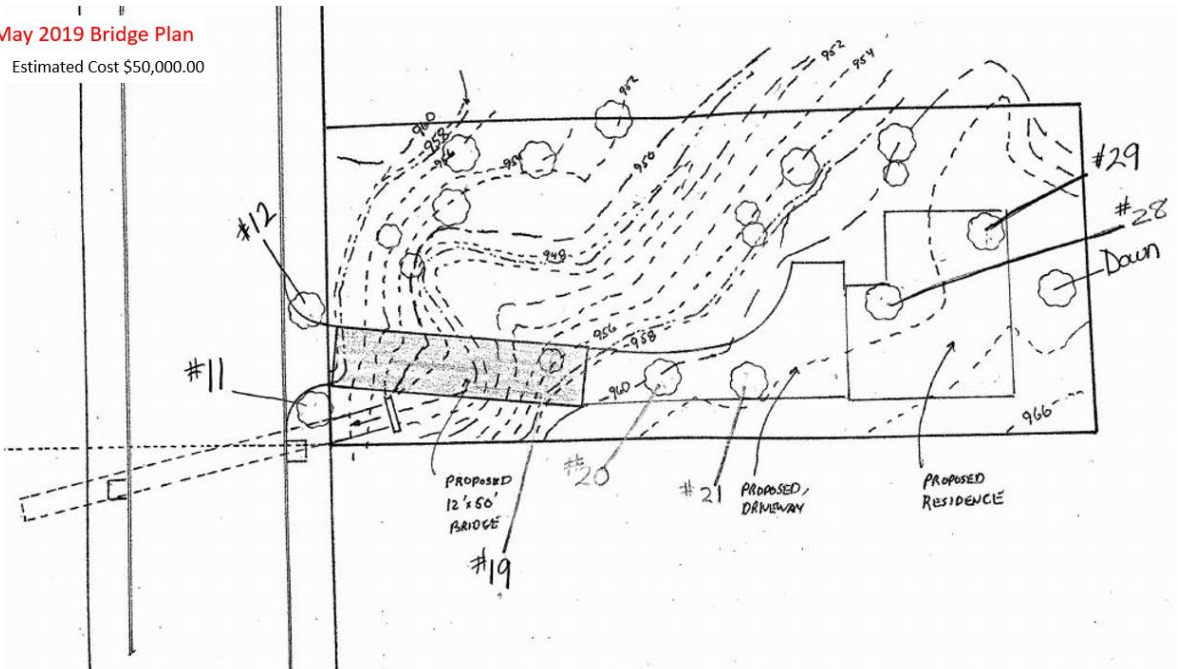 May 2019 Bridge Plan
Estimated Cost $50,000.00
952
954
952
960
958
956
954
950
#29
#28
Down
#12
948
956
958
#11
960
966
#20
#21
PROPOSED
12'x60'
BRIDGE
PROPOSED
DRIVEWAY
PROPOSED
RESIDENCE
#19